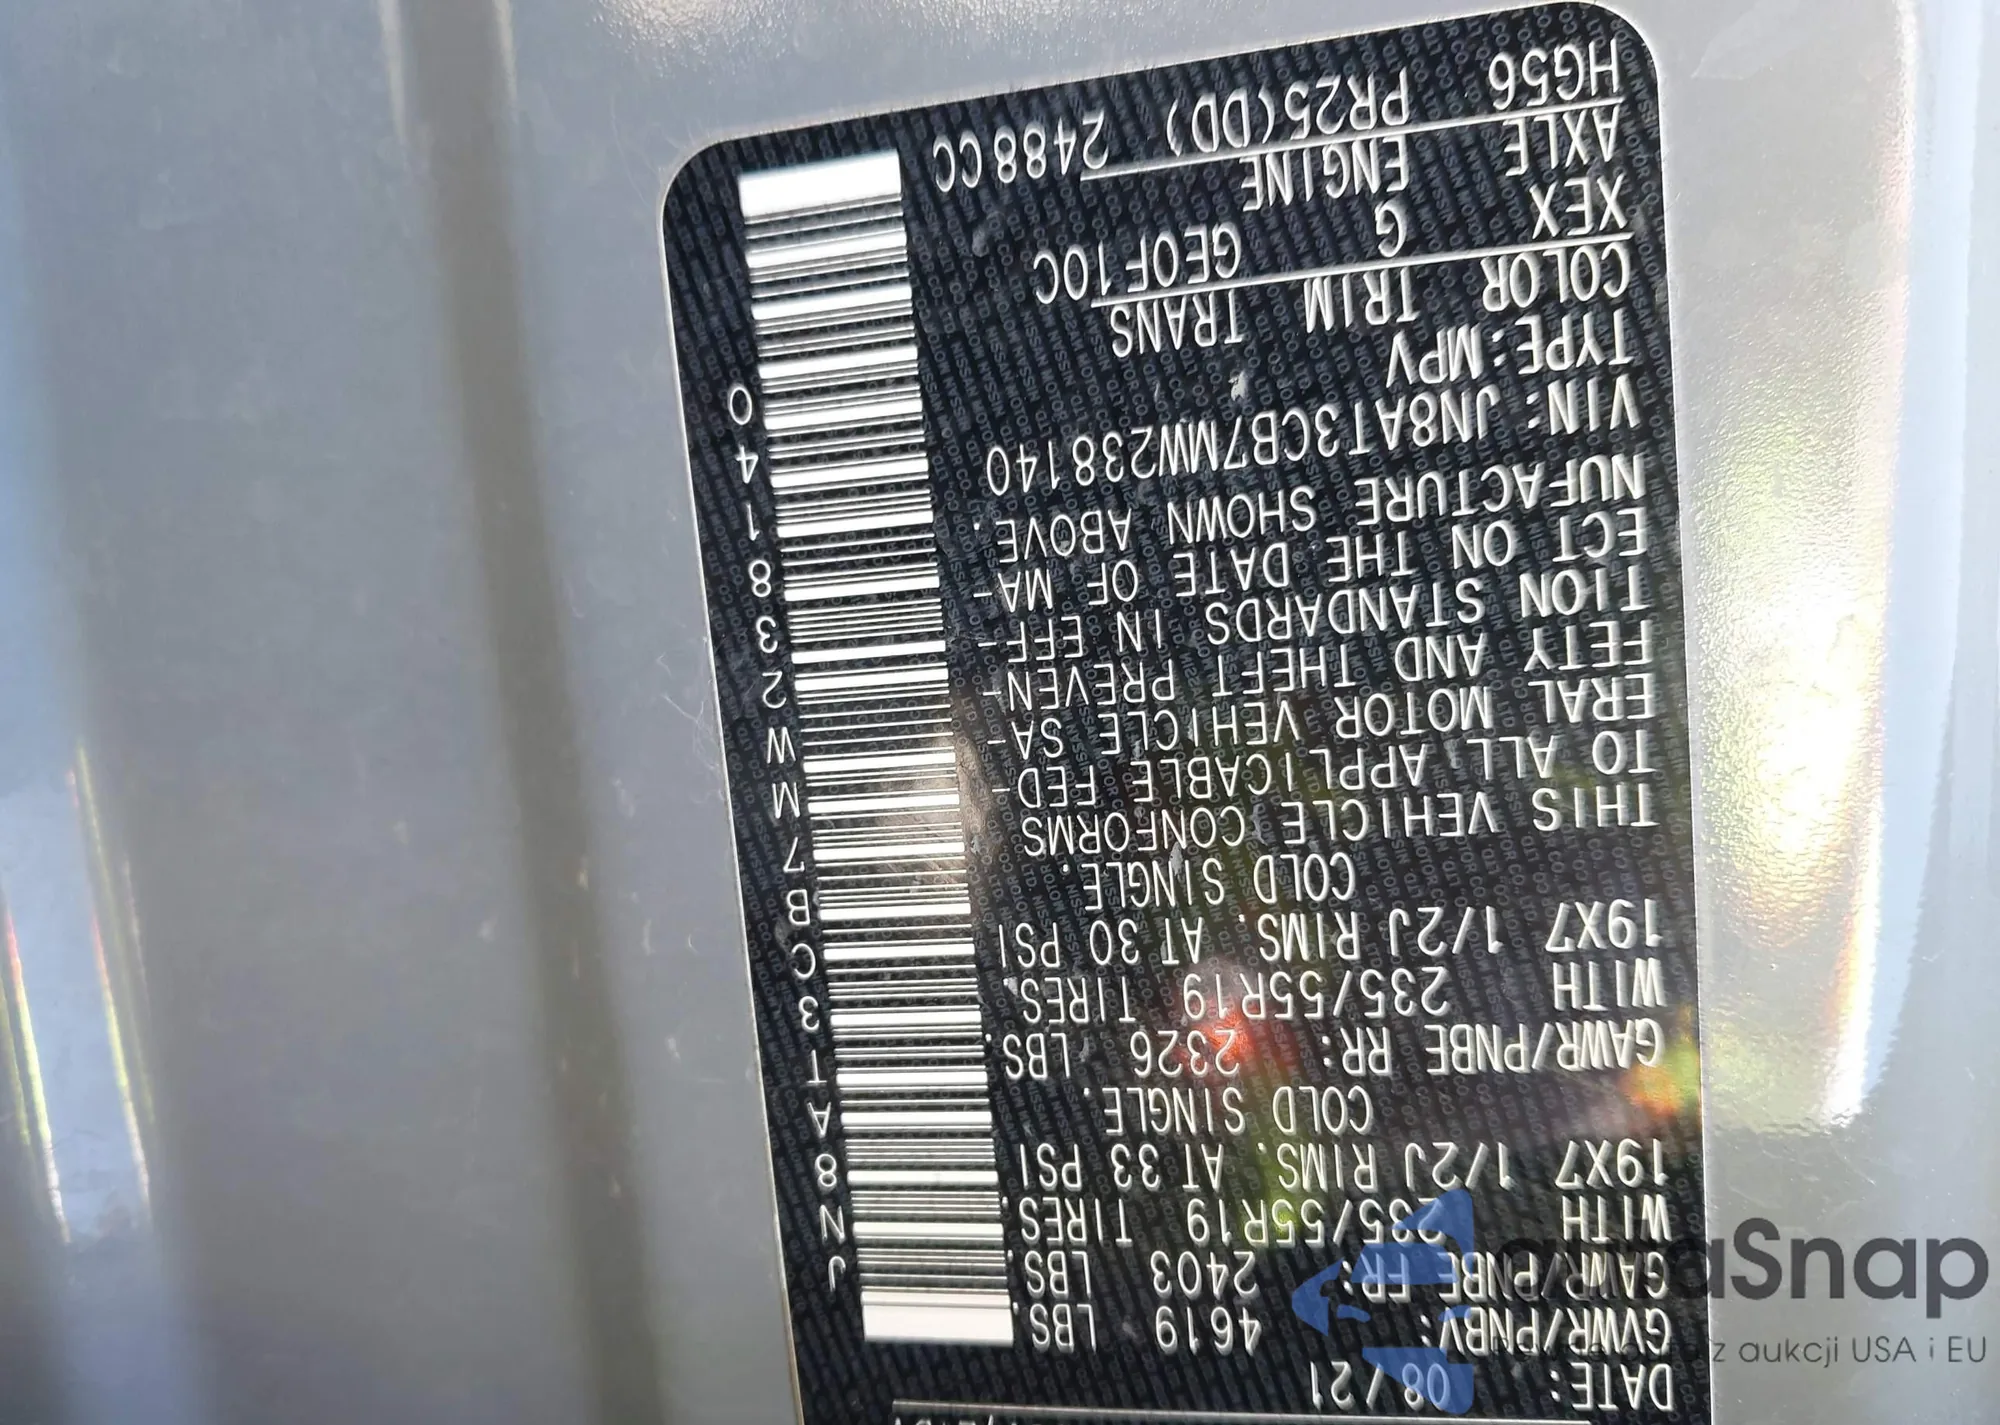 DATE: 08/21
GVWR/PNBV: 4619 LBS.
GAWR/PNBE FR: 2403 LBS.
WITH 235/55R19 TIRES
19X7 1/2J RIMS. AT 33 PSI
COLD SINGLE.
GAWR/PNBE RR: 2326 LBS.
WITH 235/55R19 TIRES.
19X7 1/2J RIMS. AT 30 PSI
COLD SINGLE.
THIS VEHICLE CONFORMS
TO ALL APPLICABLE FED-
ERAL MOTOR VEHICLE SA-
FETY AND THEFT PREVEN-
TION STANDARDS IN EFF-
ECT ON THE DATE OF MA-
NUFACTURE SHOWN ABOVE.
VIN: JN8AT3CB7MW238140
TYPE:MPV
COLOR TRIM TRANS
XEX G GEOF10C
AXLE ENGINE
HG56 PR25(DD) 2488CC
JN8AT3CB7MW238140
aSnap
z aukcji USA i EU